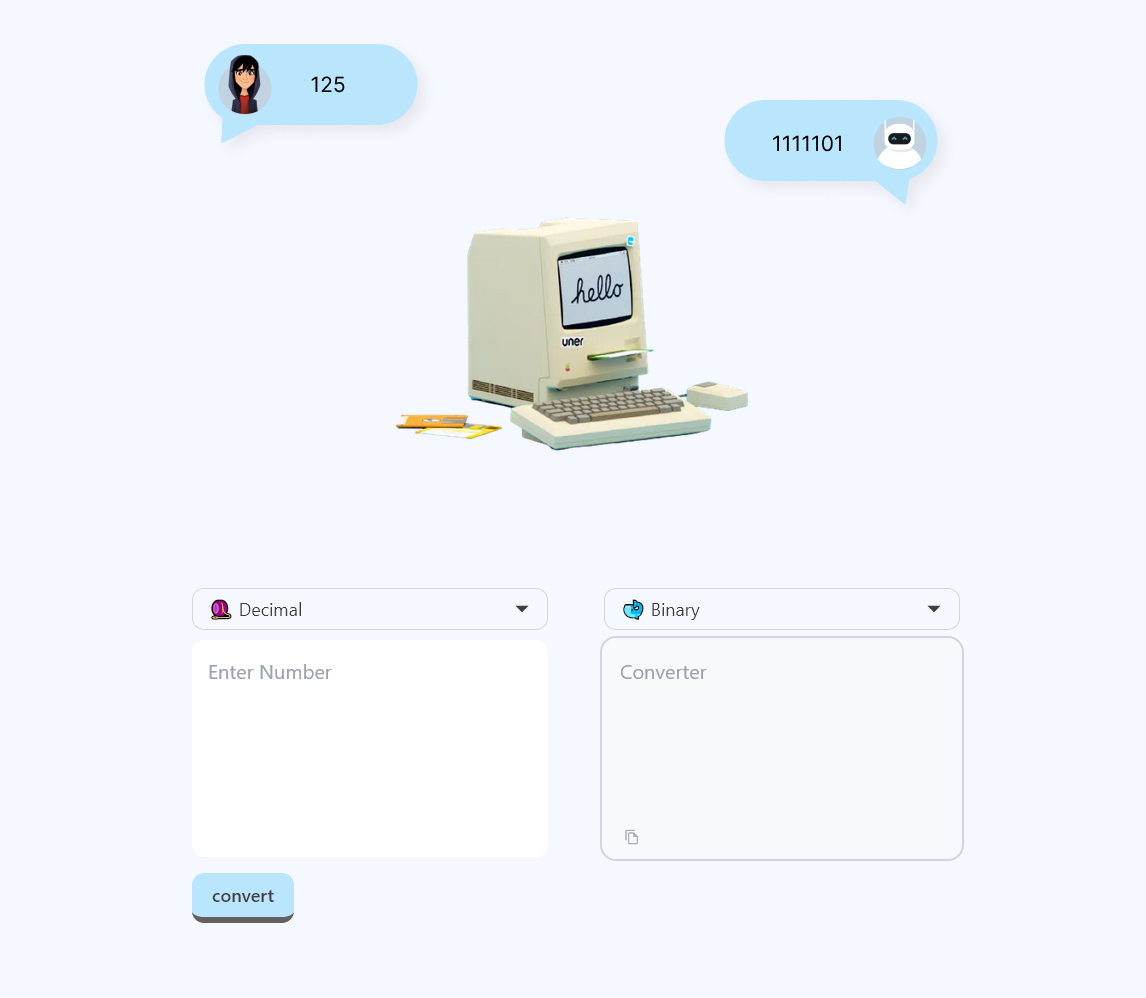 125
1111101
hello
uner
Decimal
Binary
Enter Number
Converter
convert